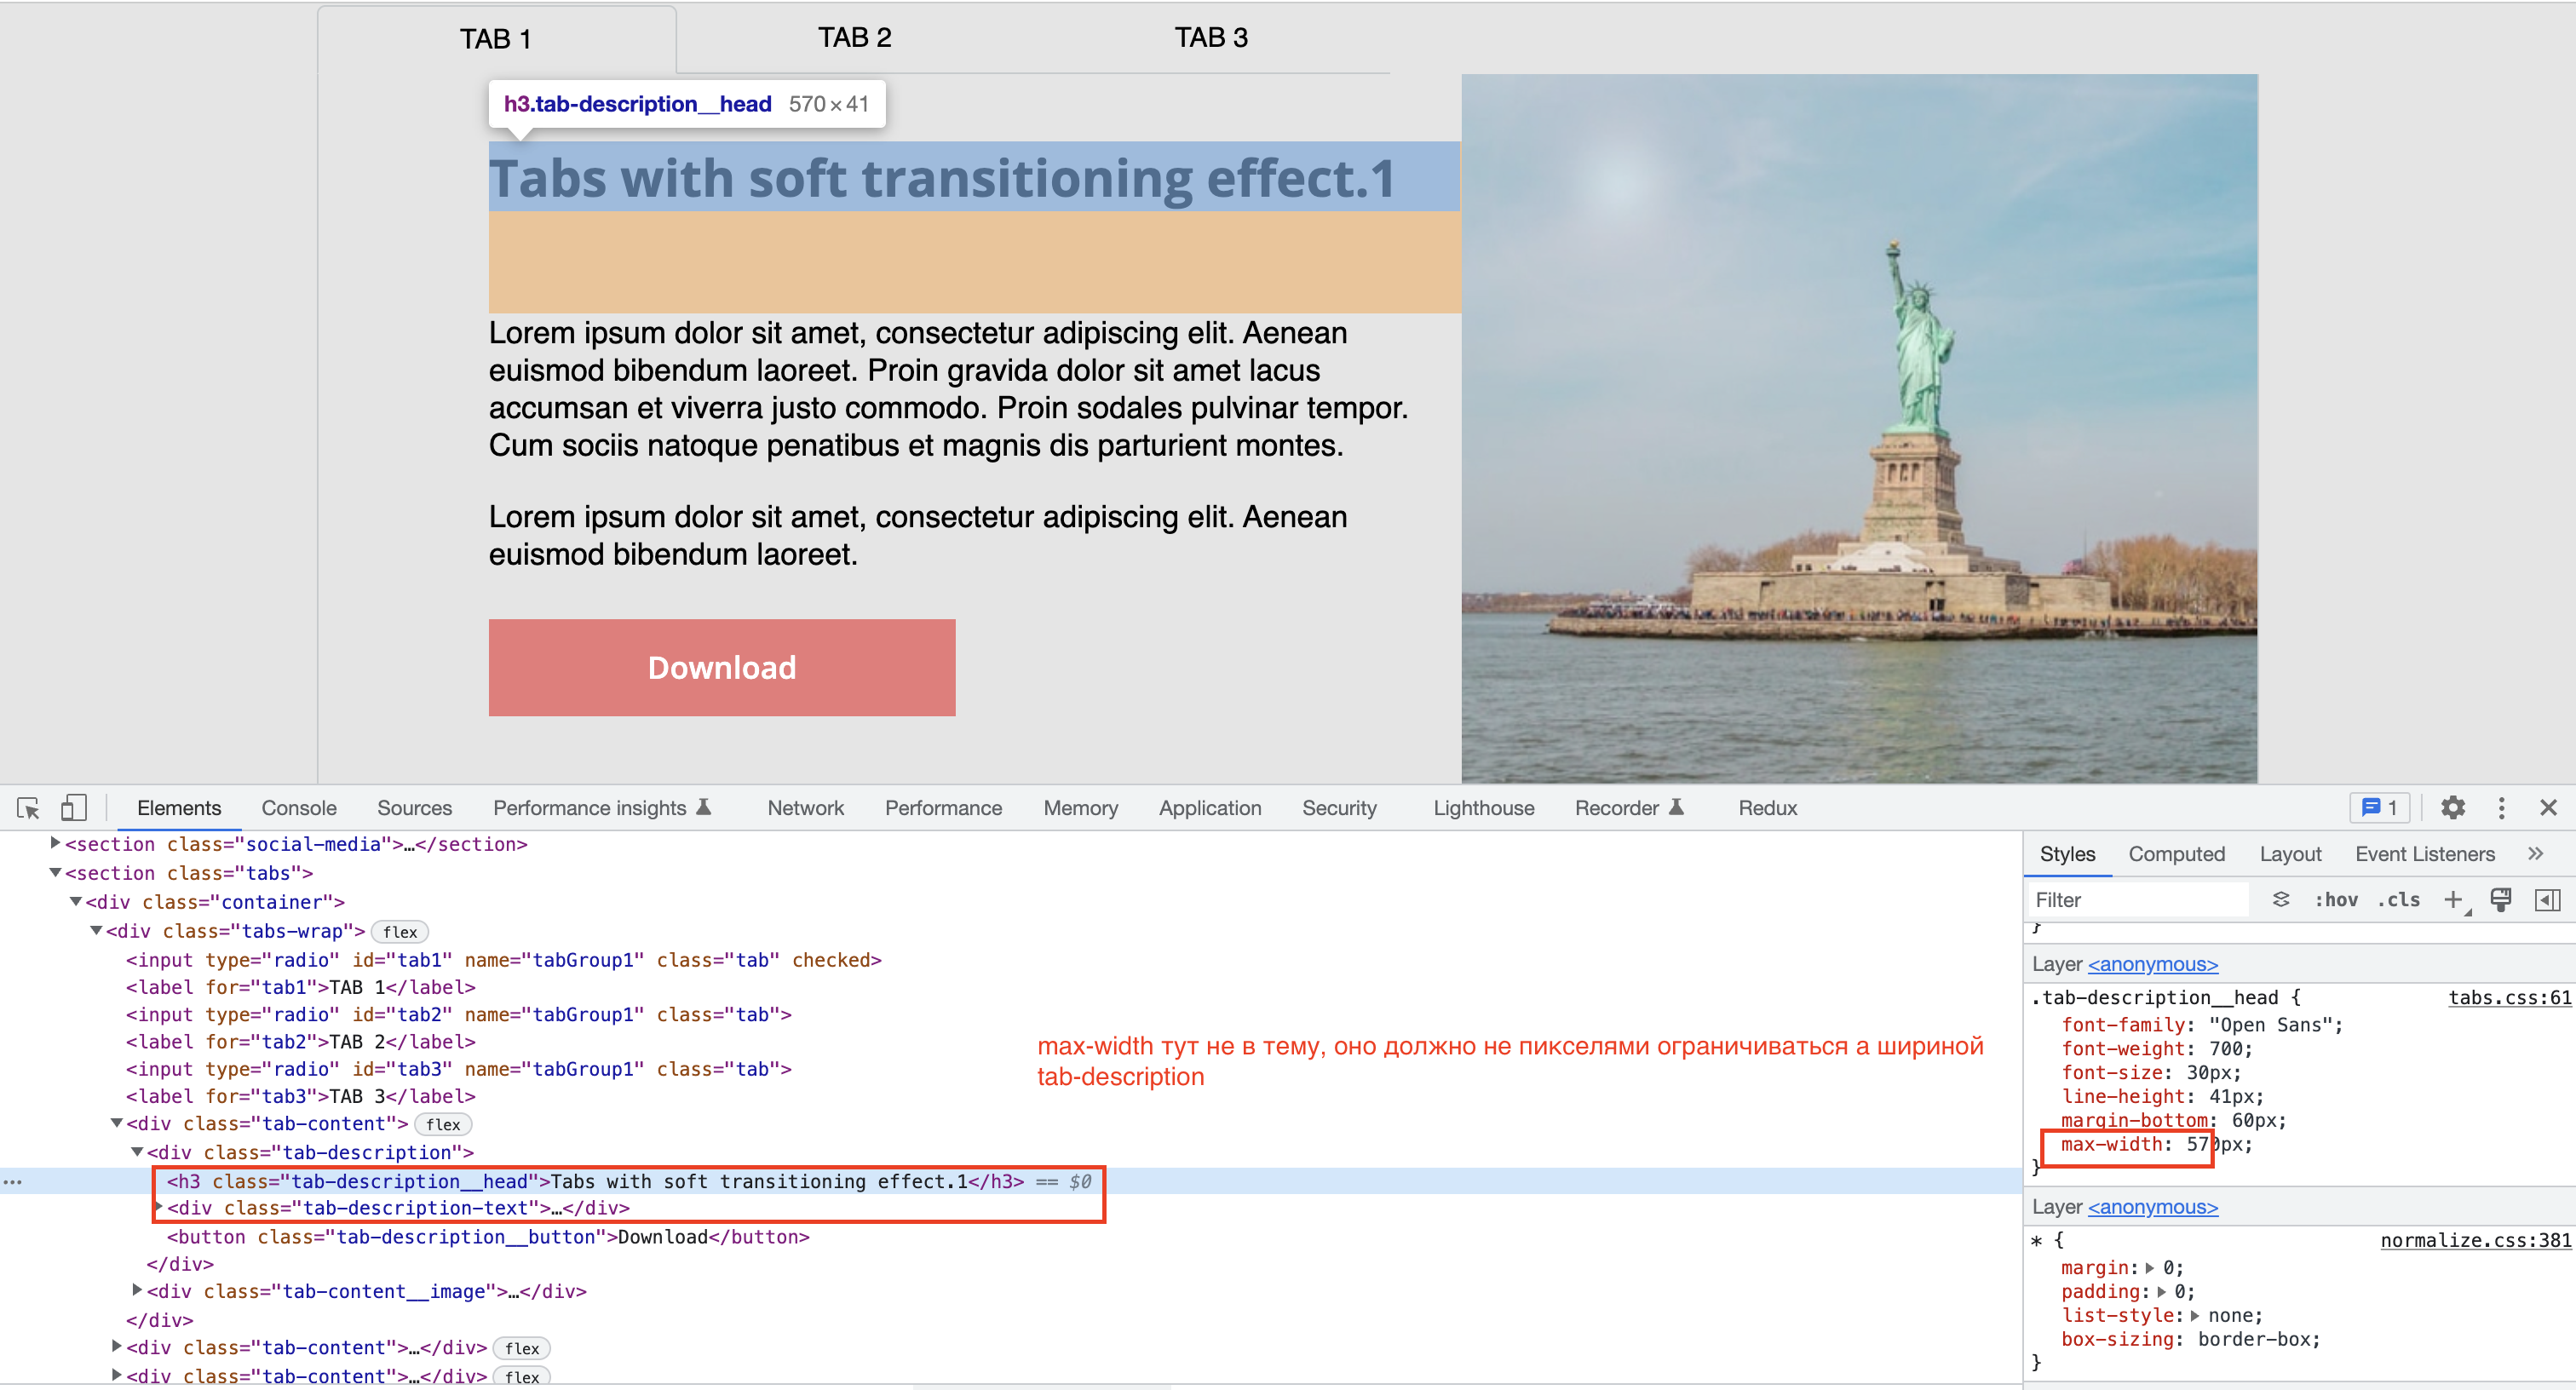 TAB 1
TAB 2
TAB 3
h3.tab-description__head 570 × 41
Tabs with soft transitioning effect.1
Lorem ipsum dolor sit amet, consectetur adipiscing elit. Aenean
euismod bibendum laoreet. Proin gravida dolor sit amet lacus
accumsan et viverra justo commodo. Proin sodales pulvinar tempor.
Cum sociis natoque penatibus et magnis dis parturient montes.
Lorem ipsum dolor sit amet, consectetur adipiscing elit. Aenean
euismod bibendum laoreet.
Download
Elements Console Sources Performance insights Network Performance Memory Application Security Lighthouse Recorder Redux 1
<section class="social-media">…</section>
<section class="tabs">
<div class="container">
<div class="tabs-wrap"> flex
<input type="radio" id="tab1" name="tabGroup1" class="tab" checked>
<label for="tab1">TAB 1</label>
<input type="radio" id="tab2" name="tabGroup1" class="tab">
<label for="tab2">TAB 2</label>
<input type="radio" id="tab3" name="tabGroup1" class="tab">
<label for="tab3">TAB 3</label>
<div class="tab-content"> flex
<div class="tab-description">
<h3 class="tab-description__head">Tabs with soft transitioning effect.1</h3> == $0
<div class="tab-description-text">…</div>
<button class="tab-description__button">Download</button>
</div>
<div class="tab-content__image">…</div>
</div>
<div class="tab-content">…</div> flex
<div class="tab-content">…</div> flex
max-width тут не в тему, оно должно не пикселями ограничиваться а шириной
tab-description
Styles Computed Layout Event Listeners »
Filter :hov .cls +
}
Layer <anonymous>
.tab-description__head { tabs.css:61
font-family: "Open Sans";
font-weight: 700;
font-size: 30px;
line-height: 41px;
margin-bottom: 60px;
max-width: 570px;
}
Layer <anonymous>
* { normalize.css:381
margin: 0;
padding: 0;
list-style: none;
box-sizing: border-box;
}